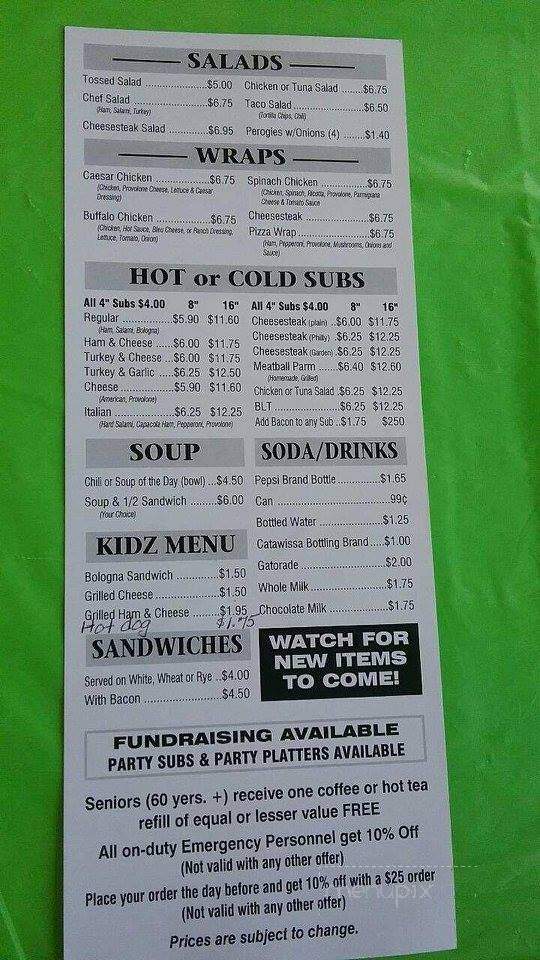 SALADS
Tossed Salad ..................$5.00
Chef Salad ......................$6.75
(Ham, Salami, Turkey)
Cheesesteak Salad ............$6.95
Chicken or Tuna Salad .......$6.75
Taco Salad.......................$6.50
(Tortilla Chips, Chili)
Perogies w/Onions (4) .......$1.40
WRAPS
Caesar Chicken ................$6.75
(Chicken, Provolone Cheese, Lettuce & Caesar
Dressing)
Buffalo Chicken ................$6.75
(Chicken, Hot Sauce, Bleu Cheese, or Ranch Dressing,
Lettuce, Tomato, Onion)
Spinach Chicken ...............$6.75
(Chicken, Spinach, Ricotta, Provolone, Parmigiana
Cheese & Tomato Sauce
Cheesesteak ....................$6.75
Pizza Wrap.......................$6.75
(Ham, Pepperoni, Provolone, Mushrooms, Onions and
Sauce)
HOT or COLD SUBS
All 4" Subs $4.00 8" 16"
Regular ..................$5.90 $11.60
(Ham, Salami, Bologna)
Ham & Cheese ......$6.00 $11.75
Turkey & Cheese ...$6.00 $11.75
Turkey & Garlic .....$6.25 $12.50
Cheese ..................$5.90 $11.60
(American, Provolone)
Italian ....................$6.25 $12.25
(Hard Salami, Capacola Ham, Pepperoni, Provolone)
All 4" Subs $4.00 8" 16"
Cheesesteak (plain) ..$6.00 $11.75
Cheesesteak (Philly) .$6.25 $12.25
Cheesesteak (Garden) .$6.25 $12.25
Meatball Parm .......$6.40 $12.60
(Homemade, Grilled)
Chicken or Tuna Salad .$6.25 $12.25
BLT......................$6.25 $12.25
Add Bacon to any Sub ..$1.75 $250
SOUP
Chili or Soup of the Day (bowl) ...$4.50
Soup & 1/2 Sandwich .........$6.00
(Your Choice)
KIDZ MENU
Bologna Sandwich .............$1.50
Grilled Cheese...................$1.50
Grilled Ham & Cheese ........$1.95
Hot dog $1.75
SANDWICHES
Served on White, Wheat or Rye ..$4.00
With Bacon .......................$4.50
SODA/DRINKS
Pepsi Brand Bottle..............$1.65
Can ....................................99¢
Bottled Water ....................$1.25
Catawissa Bottling Brand.....$1.00
Gatorade ...........................$2.00
Whole Milk.........................$1.75
Chocolate Milk ...................$1.75
WATCH FOR
NEW ITEMS
TO COME!
FUNDRAISING AVAILABLE
PARTY SUBS & PARTY PLATTERS AVAILABLE
Seniors (60 yers. +) receive one coffee or hot tea
refill of equal or lesser value FREE
All on-duty Emergency Personnel get 10% Off
(Not valid with any other offer)
Place your order the day before and get 10% off with a $25 order
(Not valid with any other offer)
Prices are subject to change.
menupix